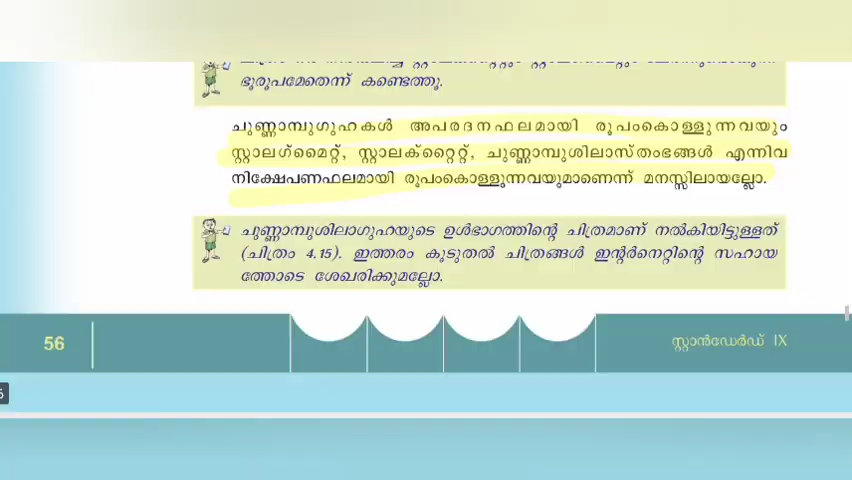 ഭൂരൂപമേതെന്ന് കണ്ടെത്തൂ.
ചുണ്ണാമ്പുഗുഹകൾ അപരദനഫലമായി രൂപംകൊള്ളുന്നവയും
സ്റ്റാലഗ്മൈറ്റ്, സ്റ്റാലക്റ്റൈറ്റ്, ചുണ്ണാമ്പുശിലാസ്തംഭങ്ങൾ എന്നിവ
നിക്ഷേപണഫലമായി രൂപംകൊള്ളുന്നവയുമാണെന്ന് മനസ്സിലായല്ലോ.
ചുണ്ണാമ്പുശിലാഗുഹയുടെ ഉൾഭാഗത്തിന്റെ ചിത്രമാണ് നൽകിയിട്ടുള്ളത്
(ചിത്രം 4.15). ഇത്തരം കൂടുതൽ ചിത്രങ്ങൾ ഇന്റർനെറ്റിന്റെ സഹായ
ത്തോടെ ശേഖരിക്കുമല്ലോ.
56
സ്റ്റാൻഡേർഡ് IX